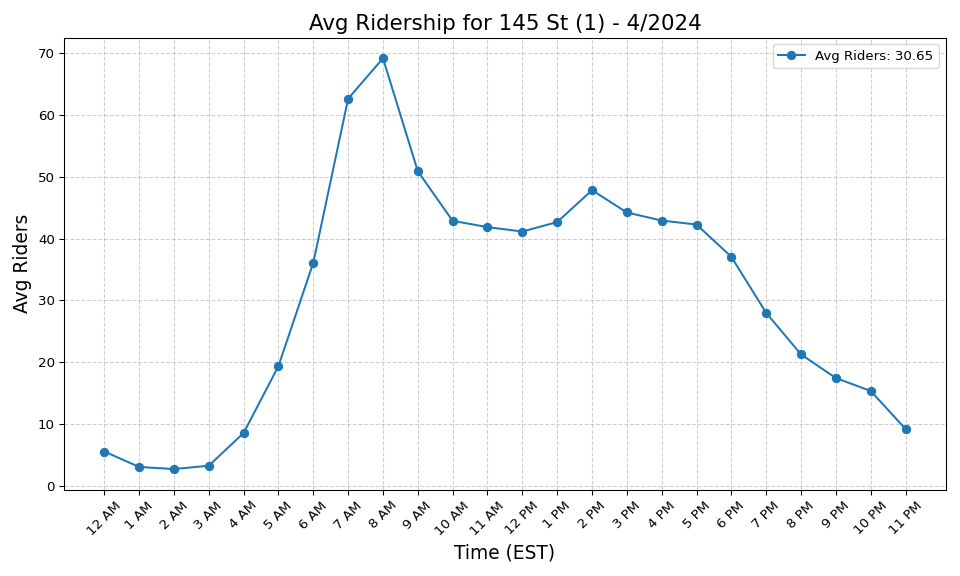 Avg Ridership for 145 St (1) - 4/2024
Avg Riders: 30.65
Avg Riders
70
60
50
40
30
20
10
0
12 AM
1 AM
2 AM
3 AM
4 AM
5 AM
6 AM
7 AM
8 AM
9 AM
10 AM
11 AM
12 PM
1 PM
2 PM
3 PM
4 PM
5 PM
6 PM
7 PM
8 PM
9 PM
10 PM
11 PM
Time (EST)